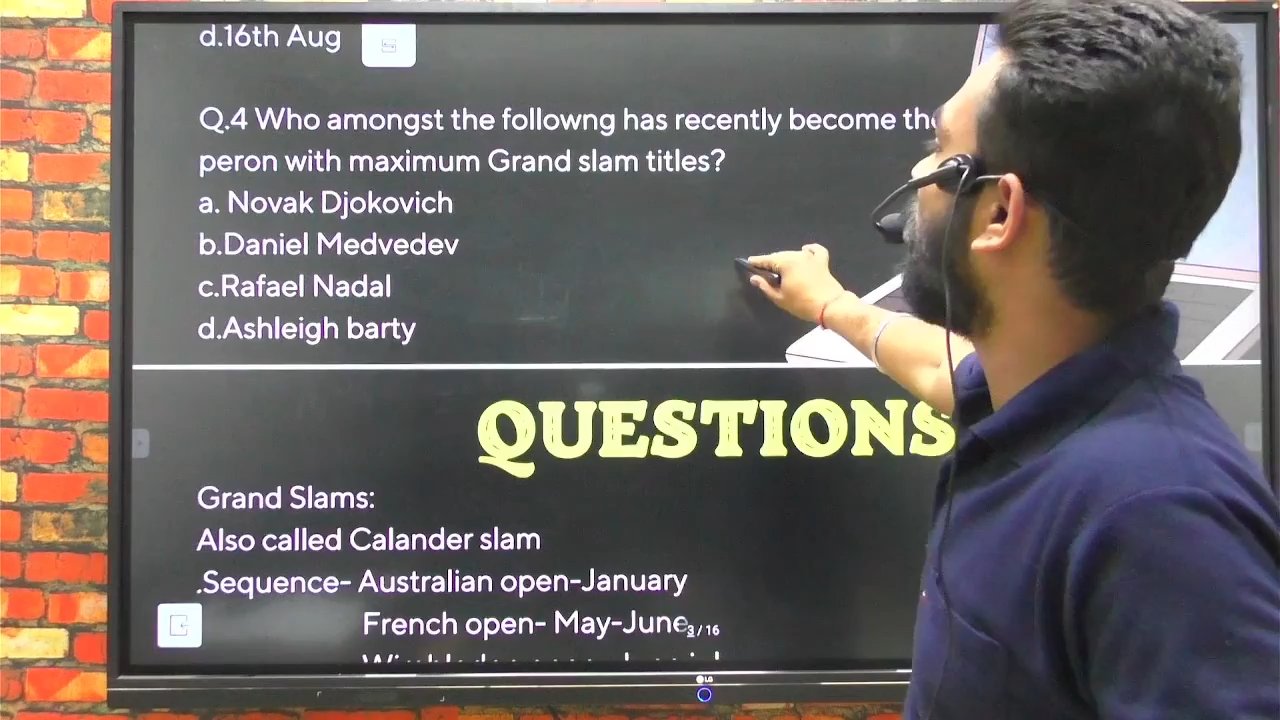 d.16th Aug
Q.4 Who amongst the followng has recently become the
peron with maximum Grand slam titles?
a. Novak Djokovich
b.Daniel Medvedev
c.Rafael Nadal
d.Ashleigh barty
QUESTIONS
Grand Slams:
Also called Calander slam
.Sequence- Australian open-January
French open- May-June
3/16
LG